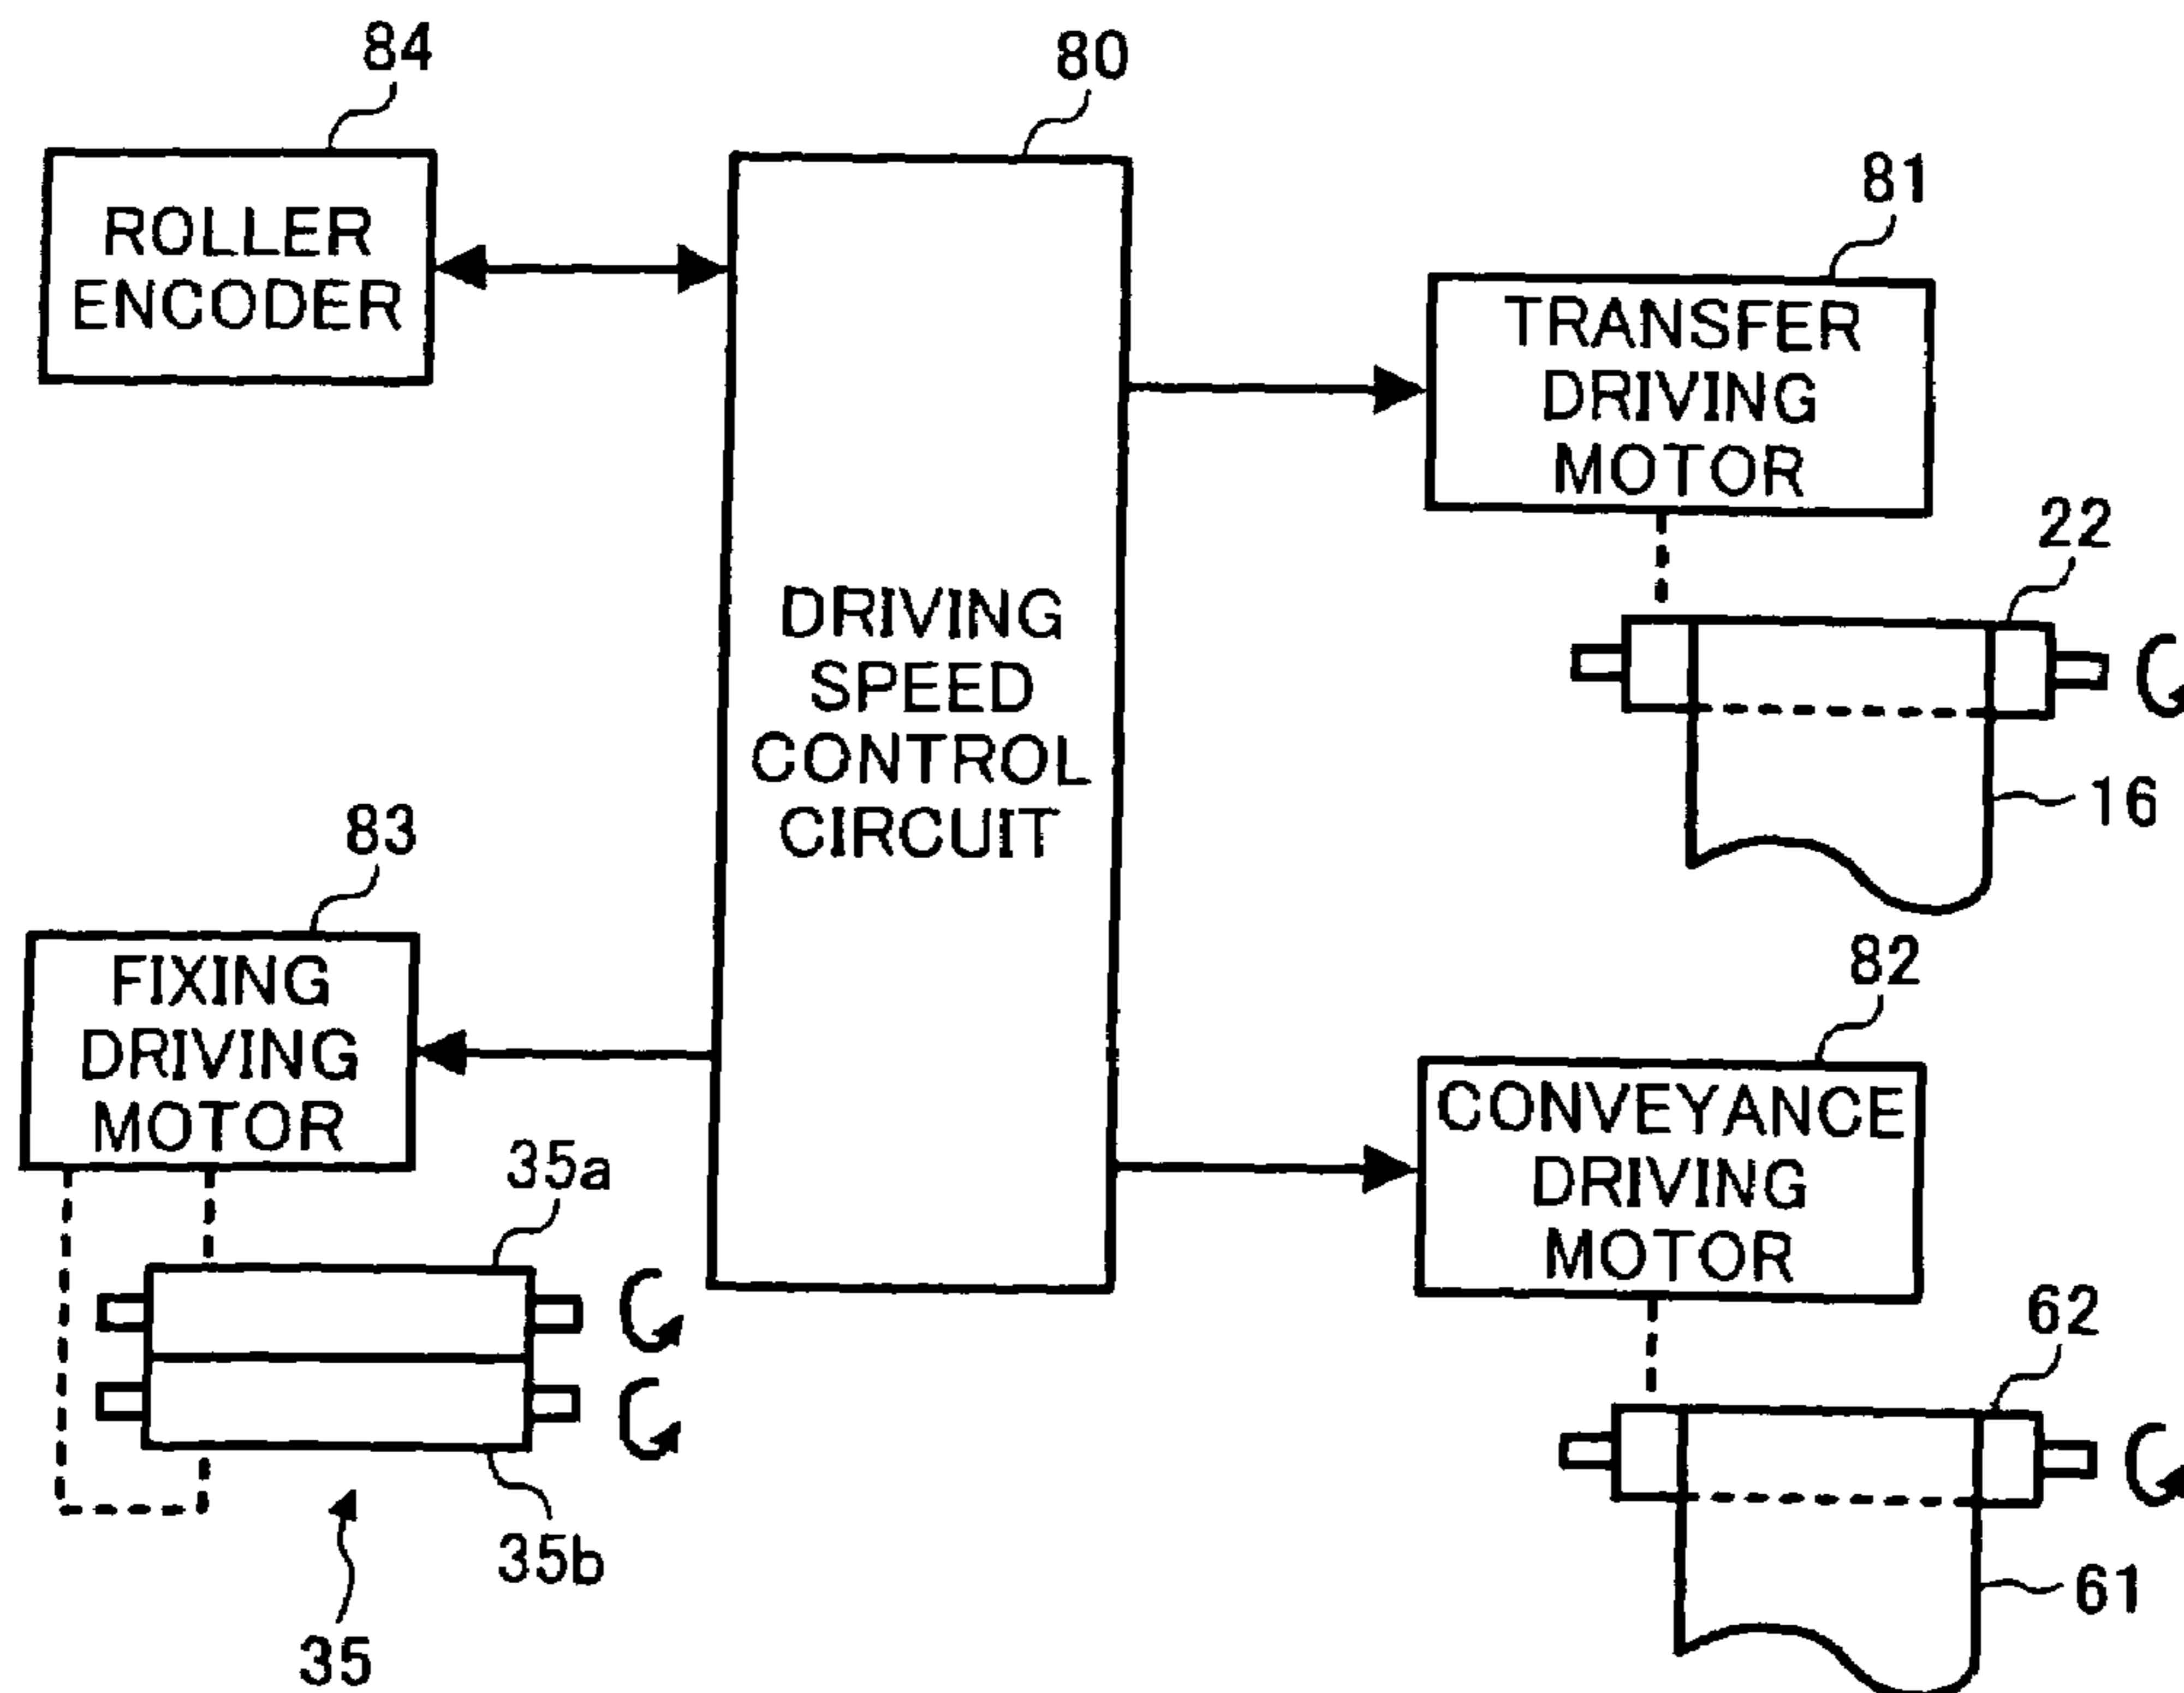 84
80
ROLLER
ENCODER
81
TRANSFER
DRIVING
MOTOR
22
16
DRIVING
SPEED
CONTROL
CIRCUIT
83
FIXING
DRIVING
MOTOR
82
CONVEYANCE
DRIVING
MOTOR
35a
35b
35
62
61